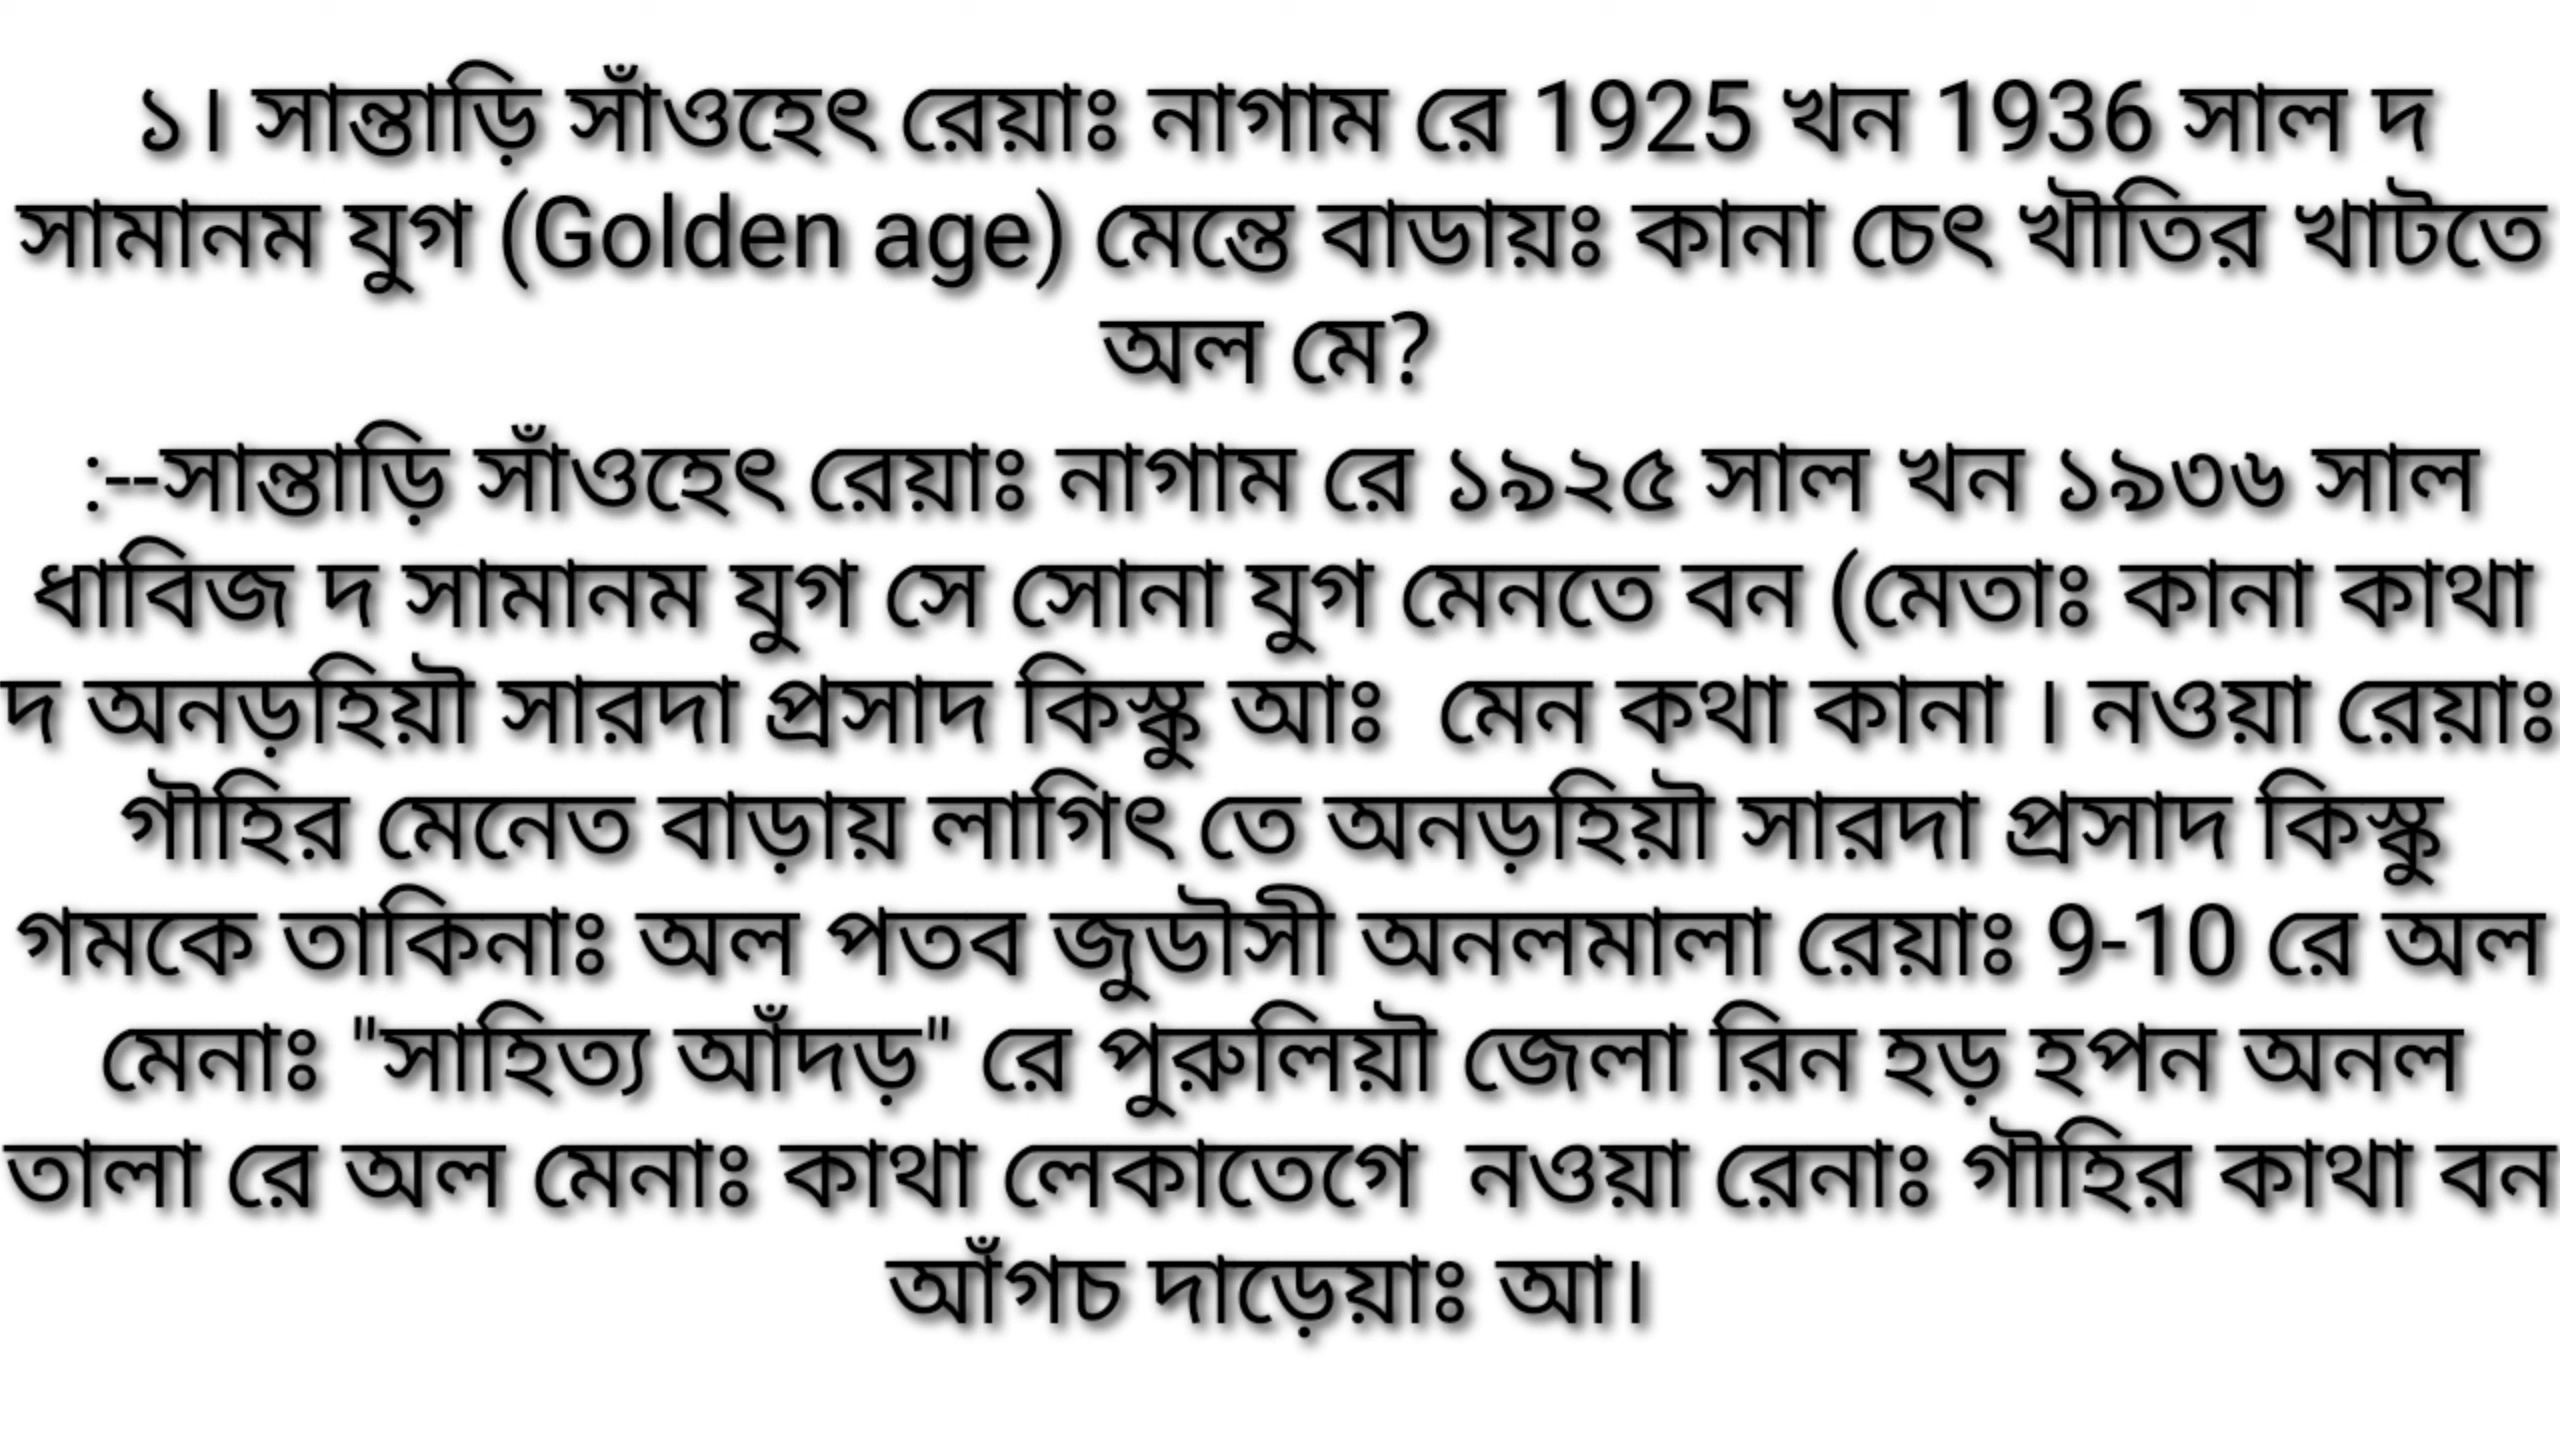 ১। সান্তাড়ি সাঁওহেৎ রেয়াঃ নাগাম রে 1925 খন 1936 সাল দ
সামানম যুগ (Golden age) মেন্তে বাডায়ঃ কানা চেৎ খৗতির খাটতে
অল মে?
:--সান্তাড়ি সাঁওহেৎ রেয়াঃ নাগাম রে ১৯২৫ সাল খন ১৯৩৬ সাল
ধাবিজ দ সামানম যুগ সে সোনা যুগ মেনতে বন (মেতাঃ কানা কাথা
দ অনড়হিয়ৗ সারদা প্রসাদ কিস্কু আঃ মেন কথা কানা । নওয়া রেয়াঃ
গৗহির মেনেত বাড়ায় লাগিৎ তে অনড়হিয়ৗ সারদা প্রসাদ কিস্কু
গমকে তাকিনাঃ অল পতব জুডৗসী অনলমালা রেয়াঃ 9-10 রে অল
মেনাঃ "সাহিত্য আঁদড়" রে পুরুলিয়ৗ জেলা রিন হড় হপন অনল
তালা রে অল মেনাঃ কাথা লেকাতেগে নওয়া রেনাঃ গৗহির কাথা বন
আঁগচ দাড়েয়াঃ আ।